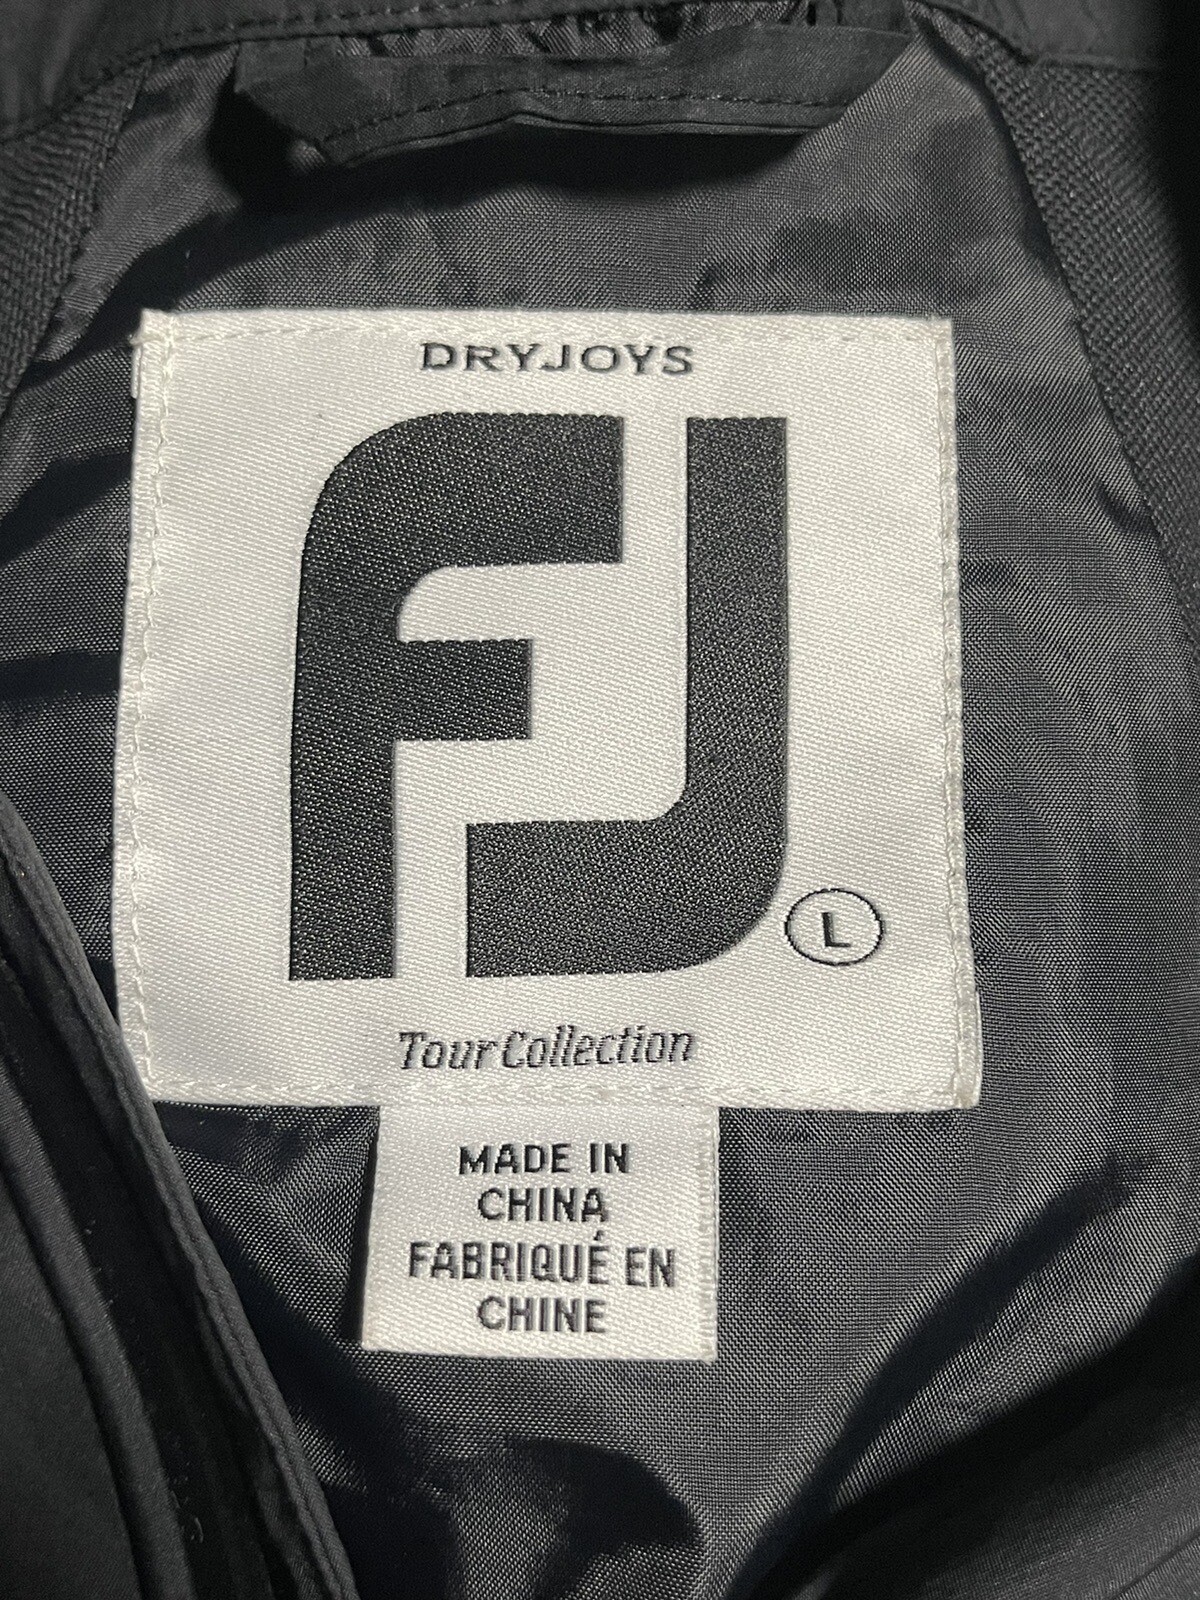 DRYJOYS
FJ
L
Tour Collection
MADE IN
CHINA
FABRIQUÉ EN
CHINE